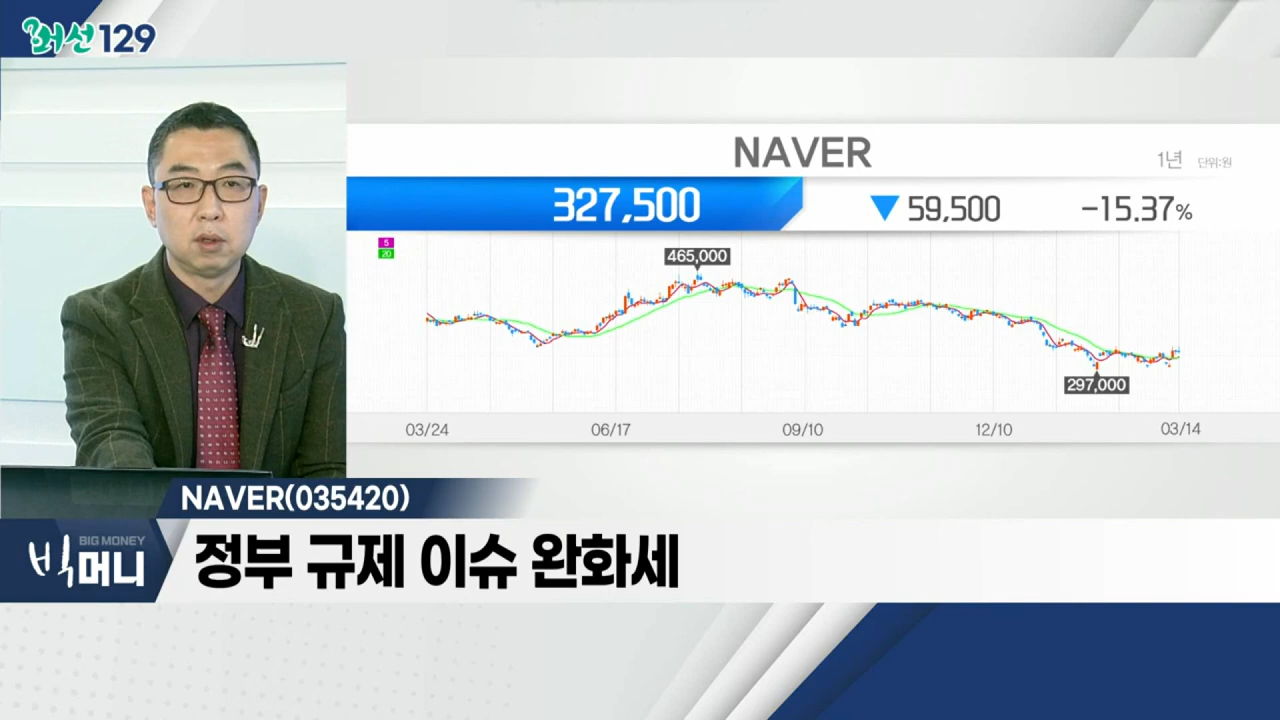 머선129
NAVER
1년 단위:원
327,500 ▼59,500 -15.37%
5
20
465,000
297,000
03/24 06/17 09/10 12/10 03/14
NAVER(035420)
BIG MONEY
빅머니
정부 규제 이슈 완화세